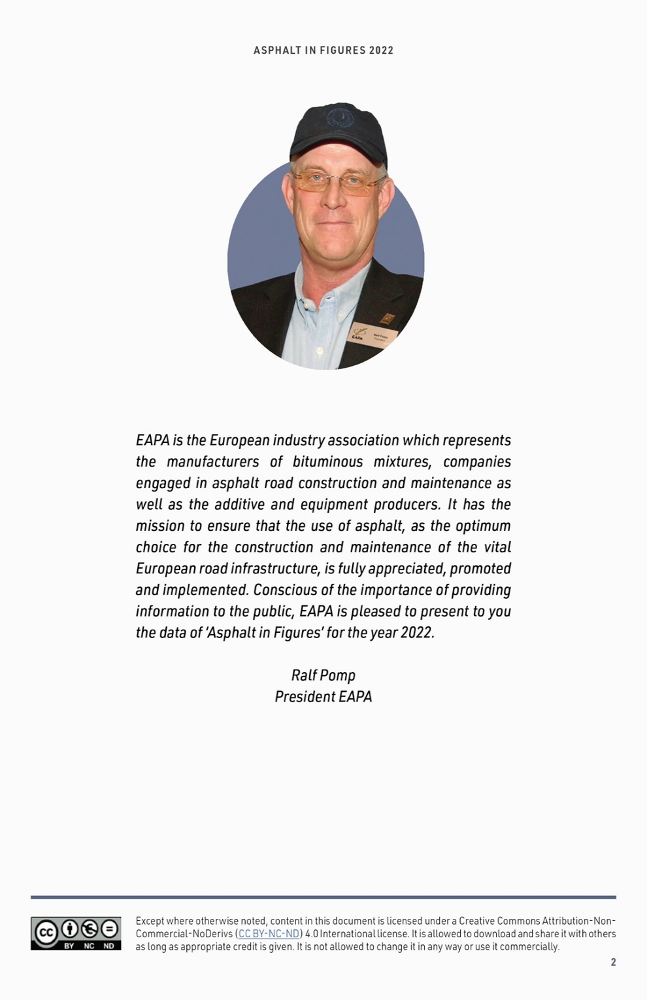 ASPHALT IN FIGURES 2022
EAPA
Ralf Pomp
President
EAPA is the European industry association which represents
the manufacturers of bituminous mixtures, companies
engaged in asphalt road construction and maintenance as
well as the additive and equipment producers. It has the
mission to ensure that the use of asphalt, as the optimum
choice for the construction and maintenance of the vital
European road infrastructure, is fully appreciated, promoted
and implemented. Conscious of the importance of providing
information to the public, EAPA is pleased to present to you
the data of ‘Asphalt in Figures’ for the year 2022.
Ralf Pomp
President EAPA
cc
BY NC ND
Except where otherwise noted, content in this document is licensed under a Creative Commons Attribution-Non-
Commercial-NoDerivs (CC BY-NC-ND) 4.0 International license. It is allowed to download and share it with others
as long as appropriate credit is given. It is not allowed to change it in any way or use it commercially.
2